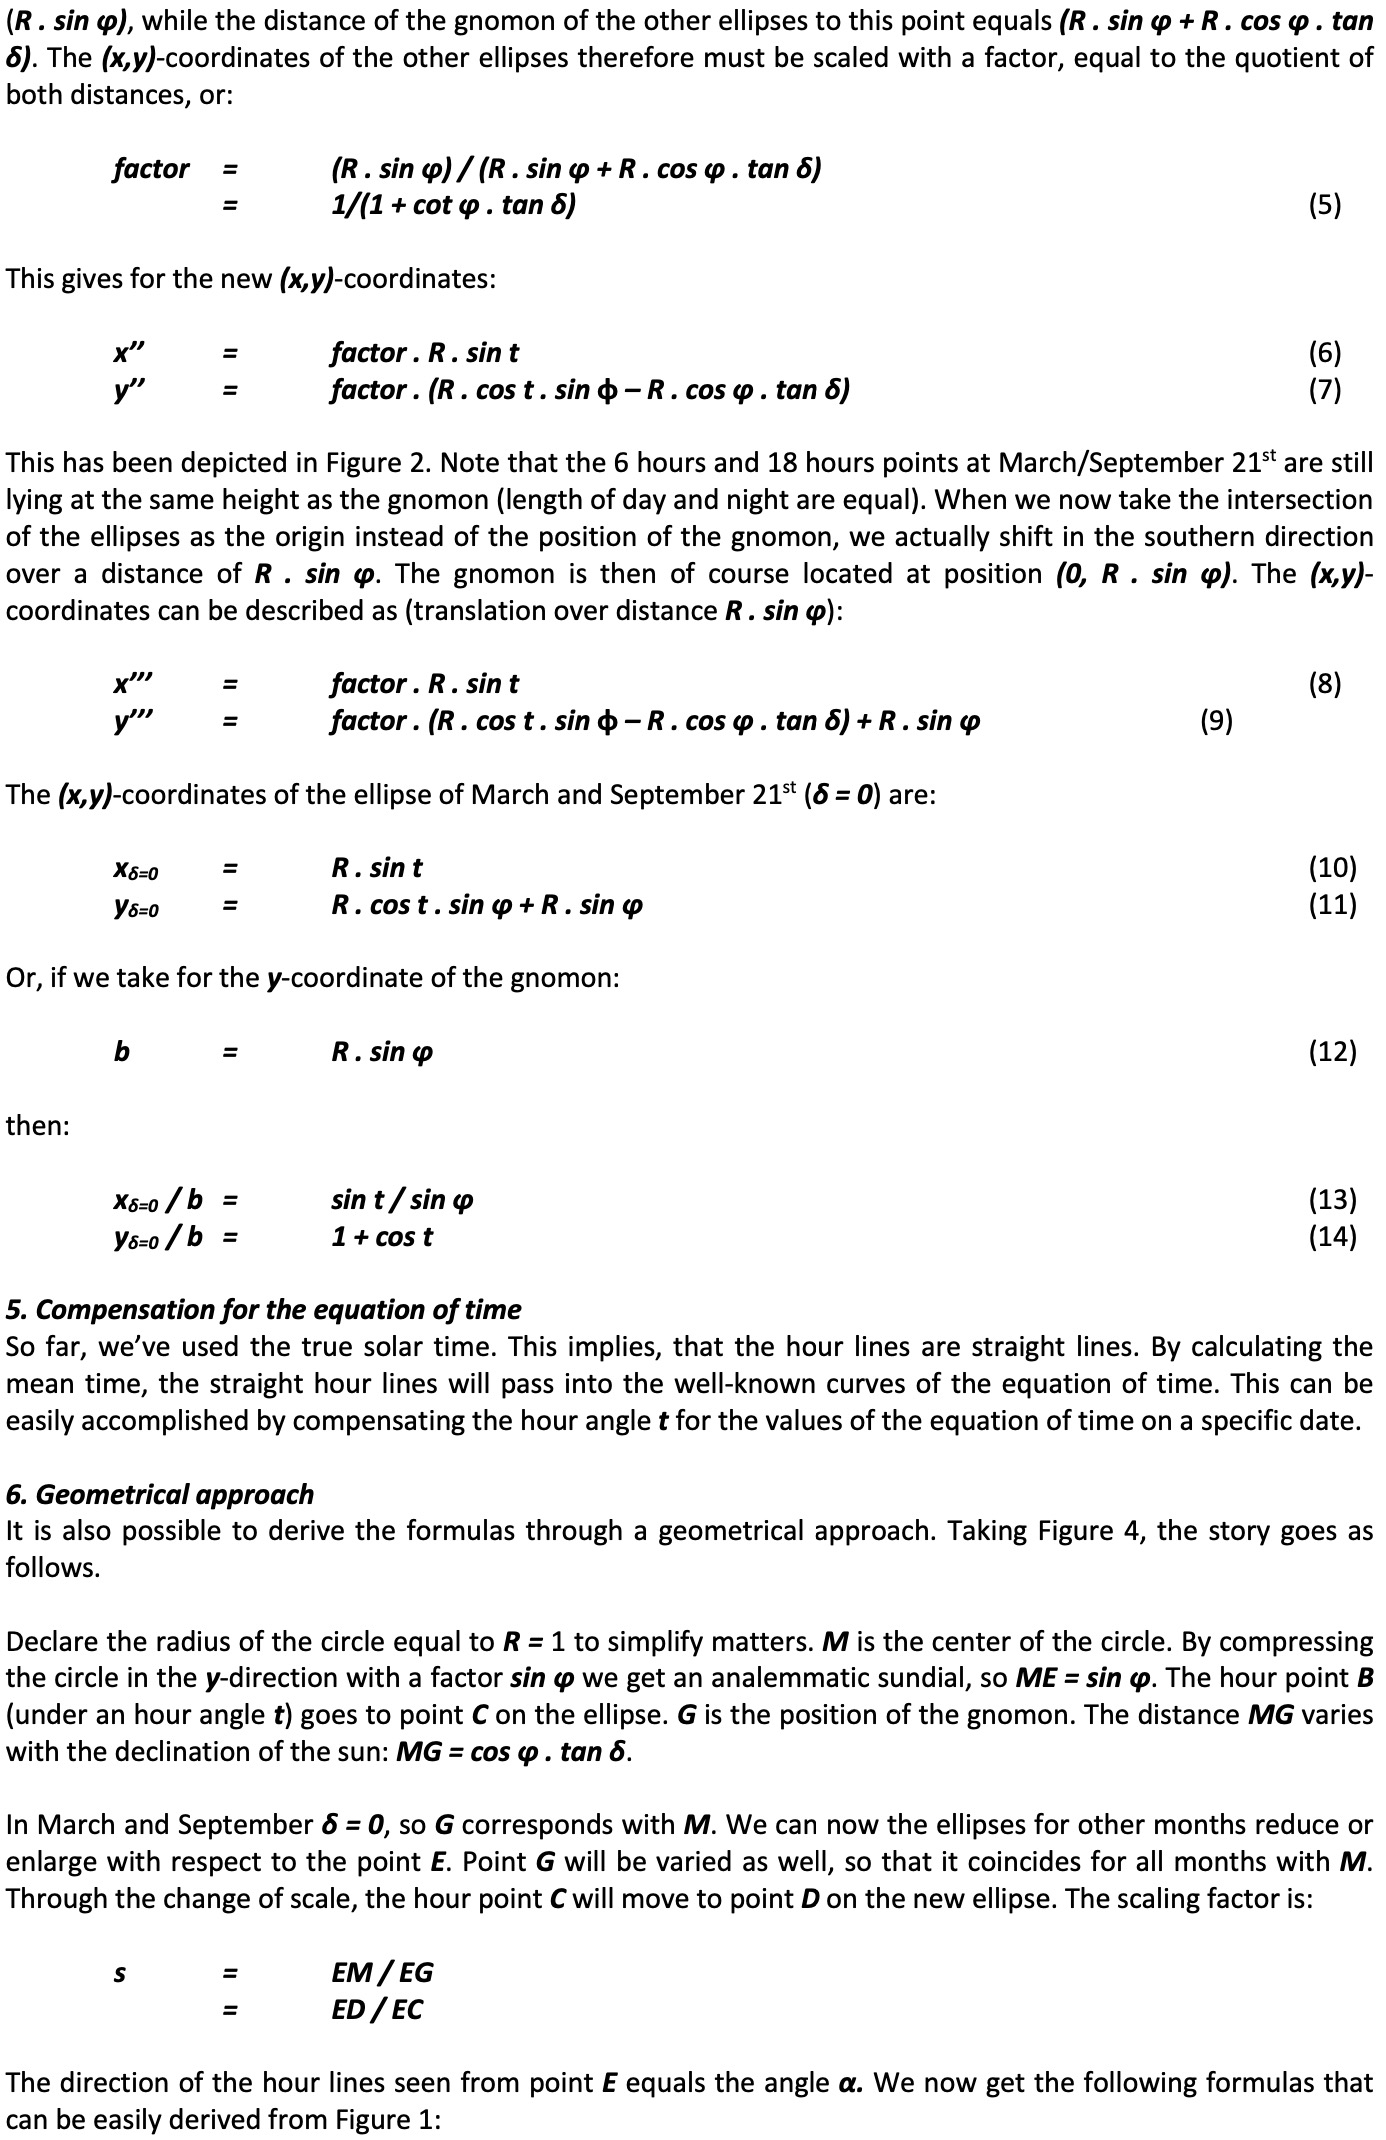 (R . sin φ), while the distance of the gnomon of the other ellipses to this point equals (R . sin φ + R . cos φ . tan
δ). The (x,y)-coordinates of the other ellipses therefore must be scaled with a factor, equal to the quotient of
both distances, or:
factor = (R . sin φ) / (R . sin φ + R . cos φ . tan δ)
= 1/(1 + cot φ . tan δ) (5)
This gives for the new (x,y)-coordinates:
x’’ = factor . R . sin t (6)
y’’ = factor . (R . cos t . sin ϕ – R . cos φ . tan δ) (7)
This has been depicted in Figure 2. Note that the 6 hours and 18 hours points at March/September 21st are still
lying at the same height as the gnomon (length of day and night are equal). When we now take the intersection
of the ellipses as the origin instead of the position of the gnomon, we actually shift in the southern direction
over a distance of R . sin φ. The gnomon is then of course located at position (0, R . sin φ). The (x,y)-
coordinates can be described as (translation over distance R . sin φ):
x’’’ = factor . R . sin t (8)
y’’’ = factor . (R . cos t . sin ϕ – R . cos φ . tan δ) + R . sin φ (9)
The (x,y)-coordinates of the ellipse of March and September 21st (δ = 0) are:
xδ=0 = R . sin t (10)
yδ=0 = R . cos t . sin φ + R . sin φ (11)
Or, if we take for the y-coordinate of the gnomon:
b = R . sin φ (12)
then:
xδ=0 / b = sin t / sin φ (13)
yδ=0 / b = 1 + cos t (14)
5. Compensation for the equation of time
So far, we’ve used the true solar time. This implies, that the hour lines are straight lines. By calculating the
mean time, the straight hour lines will pass into the well-known curves of the equation of time. This can be
easily accomplished by compensating the hour angle t for the values of the equation of time on a specific date.
6. Geometrical approach
It is also possible to derive the formulas through a geometrical approach. Taking Figure 4, the story goes as
follows.
Declare the radius of the circle equal to R = 1 to simplify matters. M is the center of the circle. By compressing
the circle in the y-direction with a factor sin φ we get an analemmatic sundial, so ME = sin φ. The hour point B
(under an hour angle t) goes to point C on the ellipse. G is the position of the gnomon. The distance MG varies
with the declination of the sun: MG = cos φ . tan δ.
In March and September δ = 0, so G corresponds with M. We can now the ellipses for other months reduce or
enlarge with respect to the point E. Point G will be varied as well, so that it coincides for all months with M.
Through the change of scale, the hour point C will move to point D on the new ellipse. The scaling factor is:
s = EM / EG
= ED / EC
The direction of the hour lines seen from point E equals the angle α. We now get the following formulas that
can be easily derived from Figure 1: